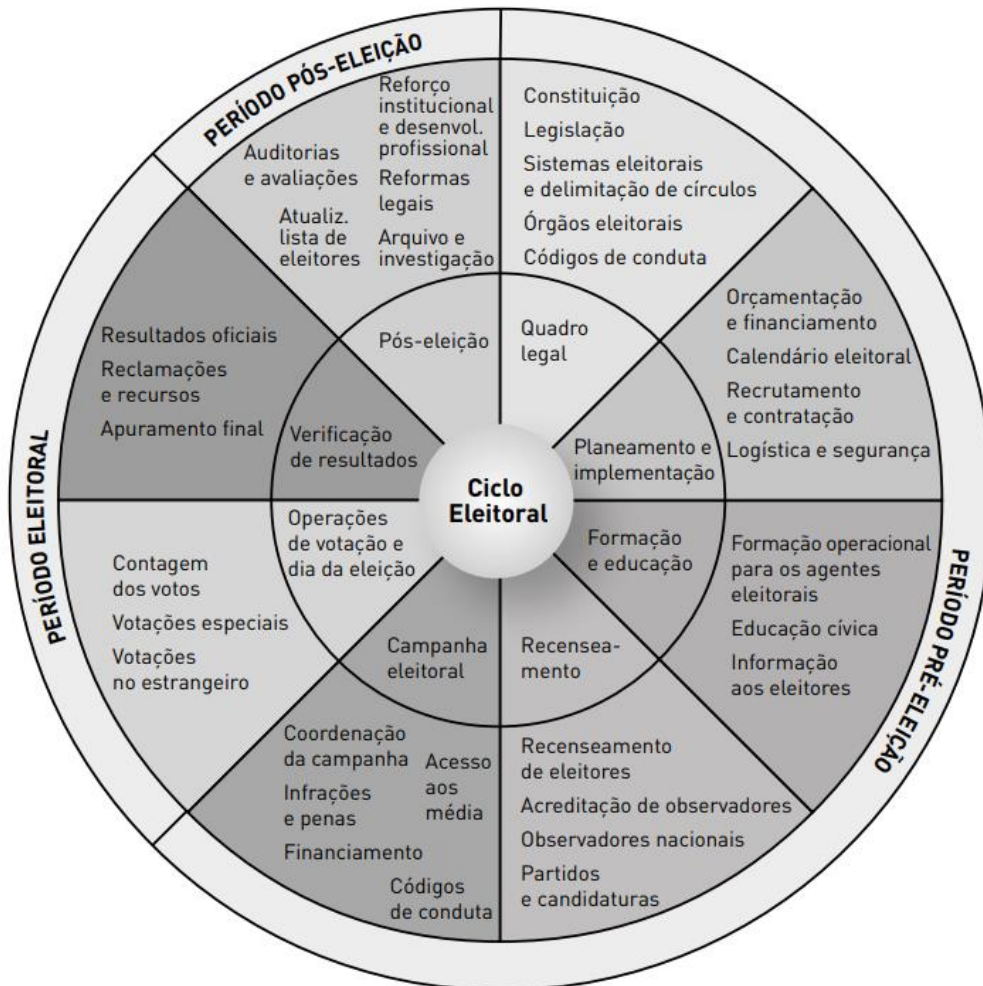 PERÍODO PÓS-ELEIÇÃO
Reforço
institucional
e desenvol.
profissional
Auditorias
e avaliações
Reformas
legais
Atualiz.
lista de
eleitores
Arquivo e
investigação
Pós-eleição
Constituição
Legislação
Sistemas eleitorais
e delimitação de círculos
Órgãos eleitorais
Códigos de conduta
Quadro
legal
Orçamentação
e financiamento
Calendário eleitoral
Recrutamento
e contratação
Logística e segurança
Planeamento e
implementação
Ciclo
Eleitoral
Formação
e educação
Formação operacional
para os agentes
eleitorais
Educação cívica
Informação
aos eleitores
PERÍODO PRÉ-ELEIÇÃO
Recensea-
mento
Recenseamento
de eleitores
Acreditação de observadores
Observadores nacionais
Partidos
e candidaturas
Campanha
eleitoral
Coordenação
da campanha
Acesso
aos
média
Infrações
e penas
Financiamento
Códigos
de conduta
Operações
de votação e
dia da eleição
Contagem
dos votos
Votações especiais
Votações
no estrangeiro
PERÍODO ELEITORAL
Verificação
de resultados
Resultados oficiais
Reclamações
e recursos
Apuramento final